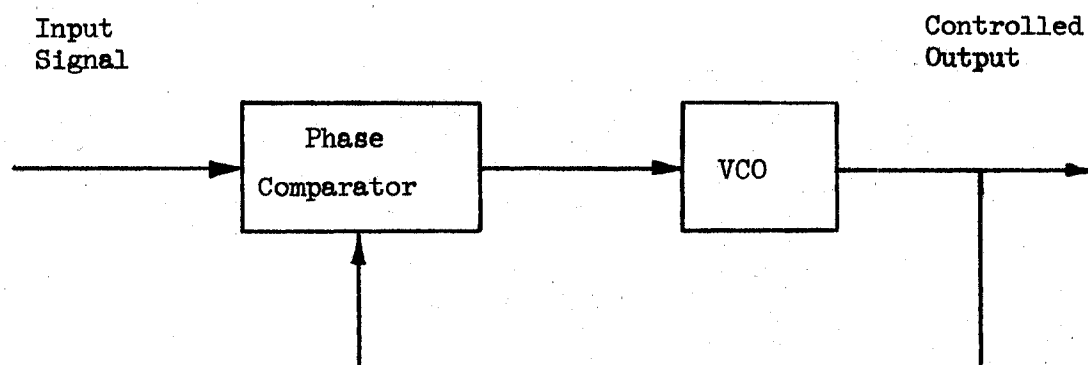 Input
Signal
Controlled
Output
Phase
Comparator
VCO